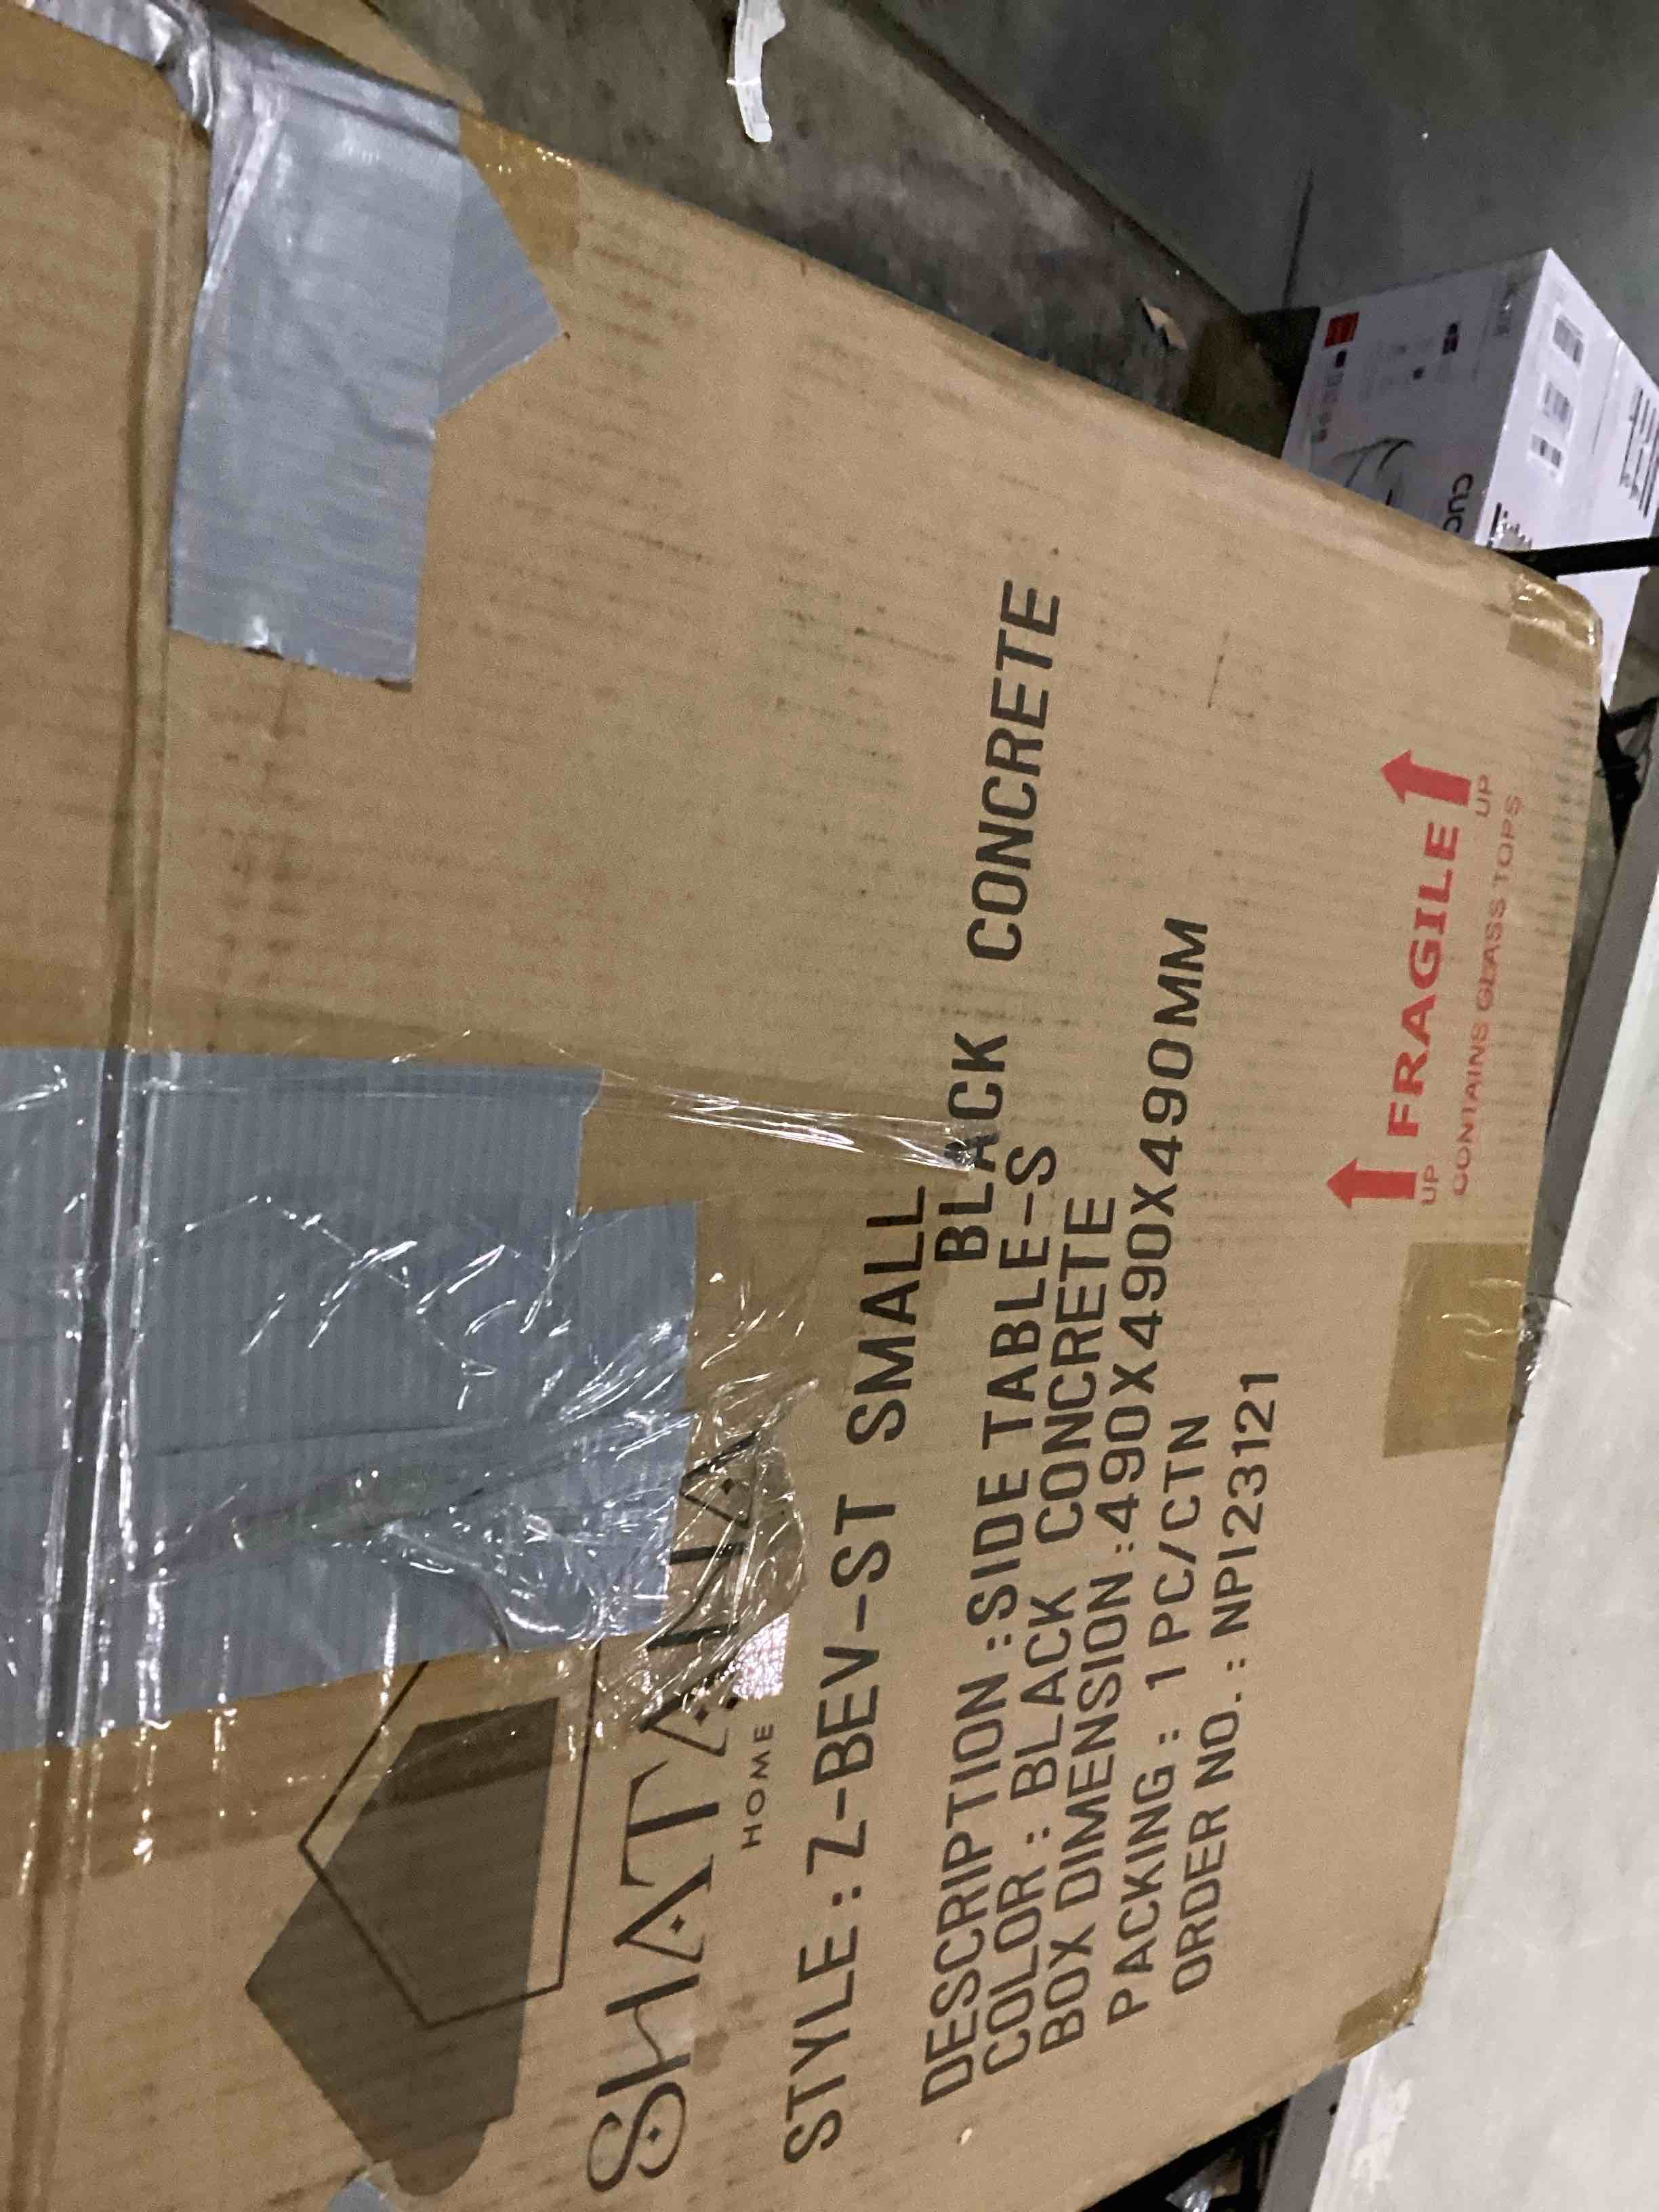 SHATANA
HOME
STYLE : Z-BEV-ST SMALL
BLACK CONCRETE
DESCRIPTION : SIDE TABLE-S
COLOR : BLACK CONCRETE
BOX DIMENSION : 490X490X490MM
PACKING : 1 PC/CTN
ORDER NO. : NPI23121
FRAGILE
UP UP
CONTAINS GLASS TOPS